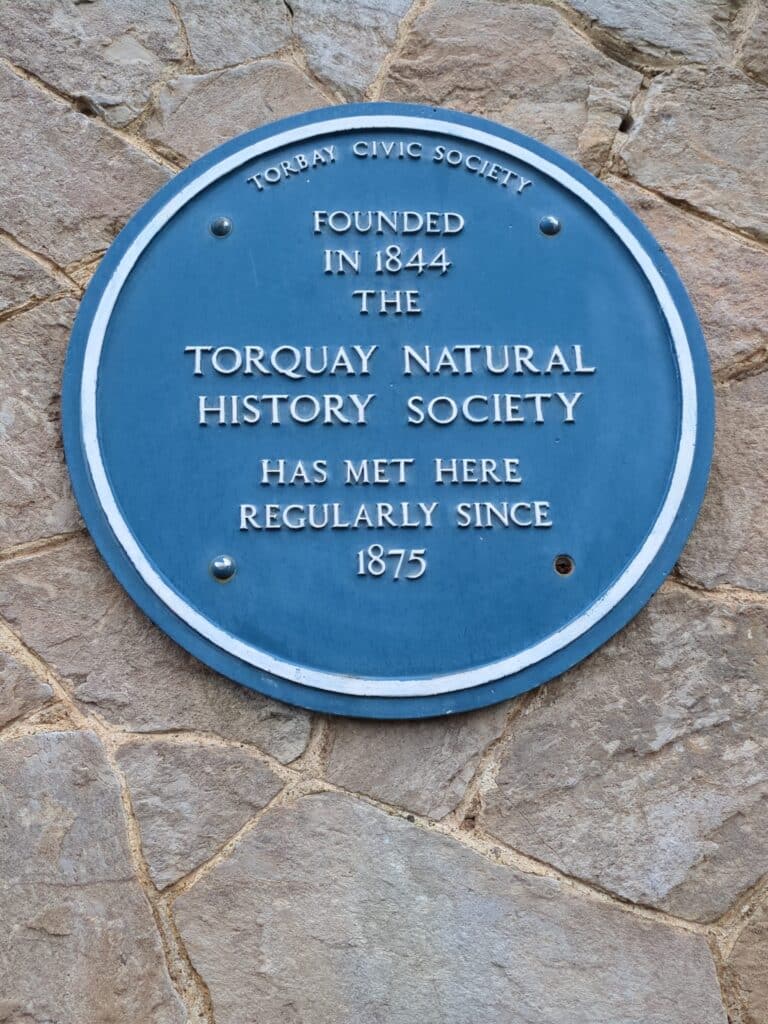 TORBAY CIVIC SOCIETY
FOUNDED
IN 1844
THE
TORQUAY NATURAL
HISTORY SOCIETY
HAS MET HERE
REGULARLY SINCE
1875